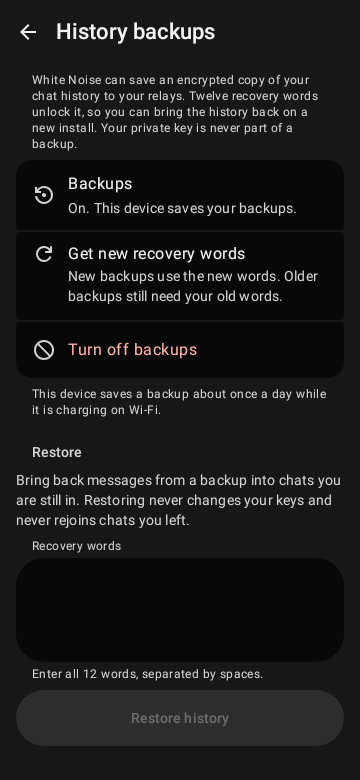 History backups
White Noise can save an encrypted copy of your
chat history to your relays. Twelve recovery words
unlock it, so you can bring the history back on a
new install. Your private key is never part of a
backup.
Backups
On. This device saves your backups.
Get new recovery words
New backups use the new words. Older
backups still need your old words.
Turn off backups
This device saves a backup about once a day while
it is charging on Wi-Fi.
Restore
Bring back messages from a backup into chats you
are still in. Restoring never changes your keys and
never rejoins chats you left.
Recovery words
Enter all 12 words, separated by spaces.
Restore history